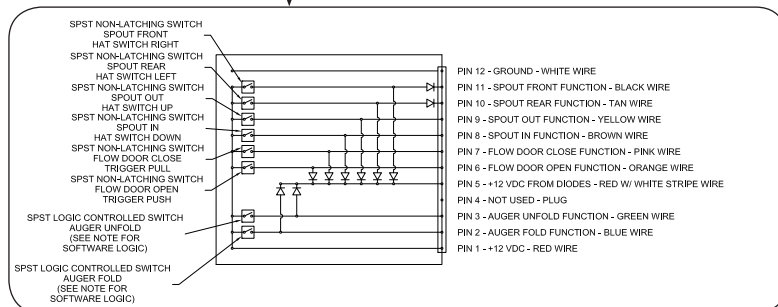 SPST NON-LATCHING SWITCH
SPOUT FRONT
HAT SWITCH RIGHT
SPST NON-LATCHING SWITCH
SPOUT REAR
HAT SWITCH LEFT
SPST NON-LATCHING SWITCH
SPOUT OUT
HAT SWITCH UP
SPST NON-LATCHING SWITCH
SPOUT IN
HAT SWITCH DOWN
SPST NON-LATCHING SWITCH
FLOW DOOR CLOSE
TRIGGER PULL
SPST NON-LATCHING SWITCH
FLOW DOOR OPEN
TRIGGER PUSH
SPST LOGIC CONTROLLED SWITCH
AUGER UNFOLD
(SEE NOTE FOR
SOFTWARE LOGIC)
SPST LOGIC CONTROLLED SWITCH
AUGER FOLD
(SEE NOTE FOR
SOFTWARE LOGIC)
PIN 12 - GROUND - WHITE WIRE
PIN 11 - SPOUT FRONT FUNCTION - BLACK WIRE
PIN 10 - SPOUT REAR FUNCTION - TAN WIRE
PIN 9 - SPOUT OUT FUNCTION - YELLOW WIRE
PIN 8 - SPOUT IN FUNCTION - BROWN WIRE
PIN 7 - FLOW DOOR CLOSE FUNCTION - PINK WIRE
PIN 6 - FLOW DOOR OPEN FUNCTION - ORANGE WIRE
PIN 5 - +12 VDC FROM DIODES - RED W/ WHITE STRIPE WIRE
PIN 4 - NOT USED - PLUG
PIN 3 - AUGER UNFOLD FUNCTION - GREEN WIRE
PIN 2 - AUGER FOLD FUNCTION - BLUE WIRE
PIN 1 - +12 VDC - RED WIRE